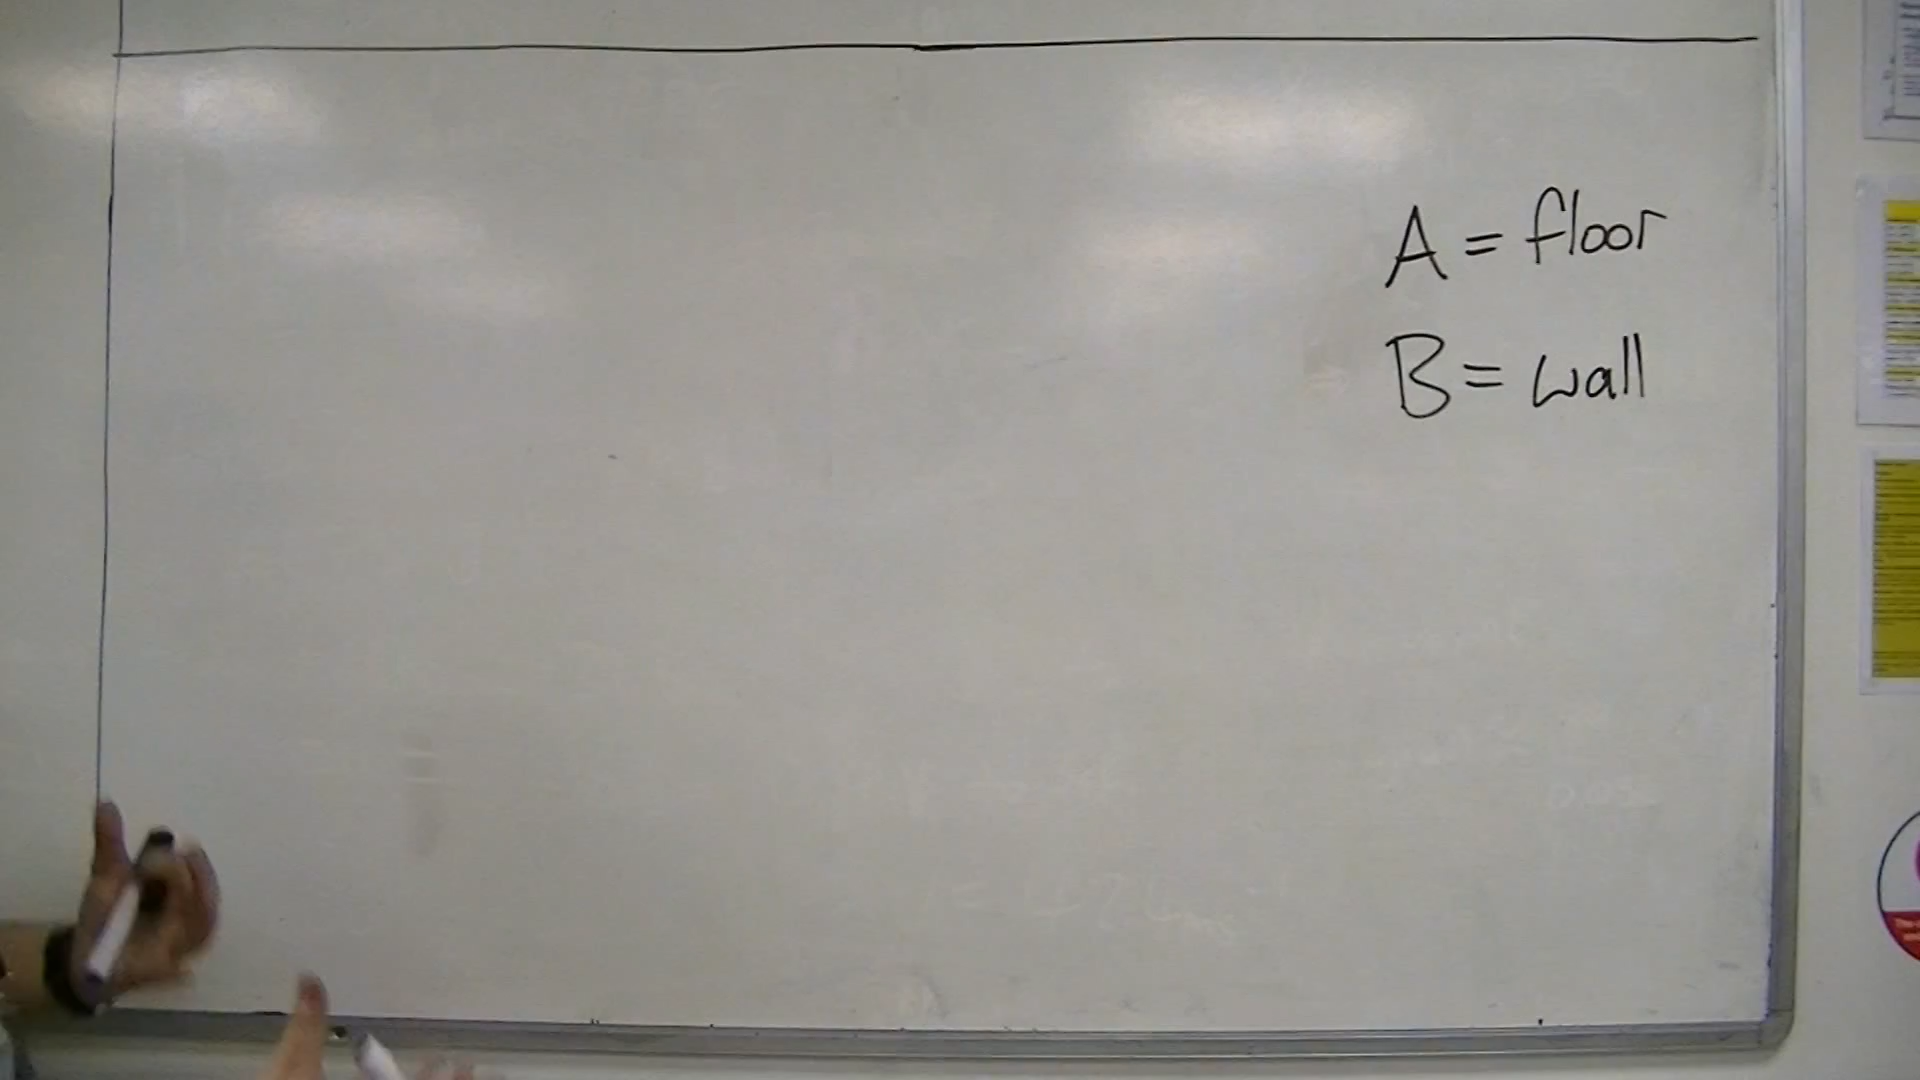 A = floor
B = wall